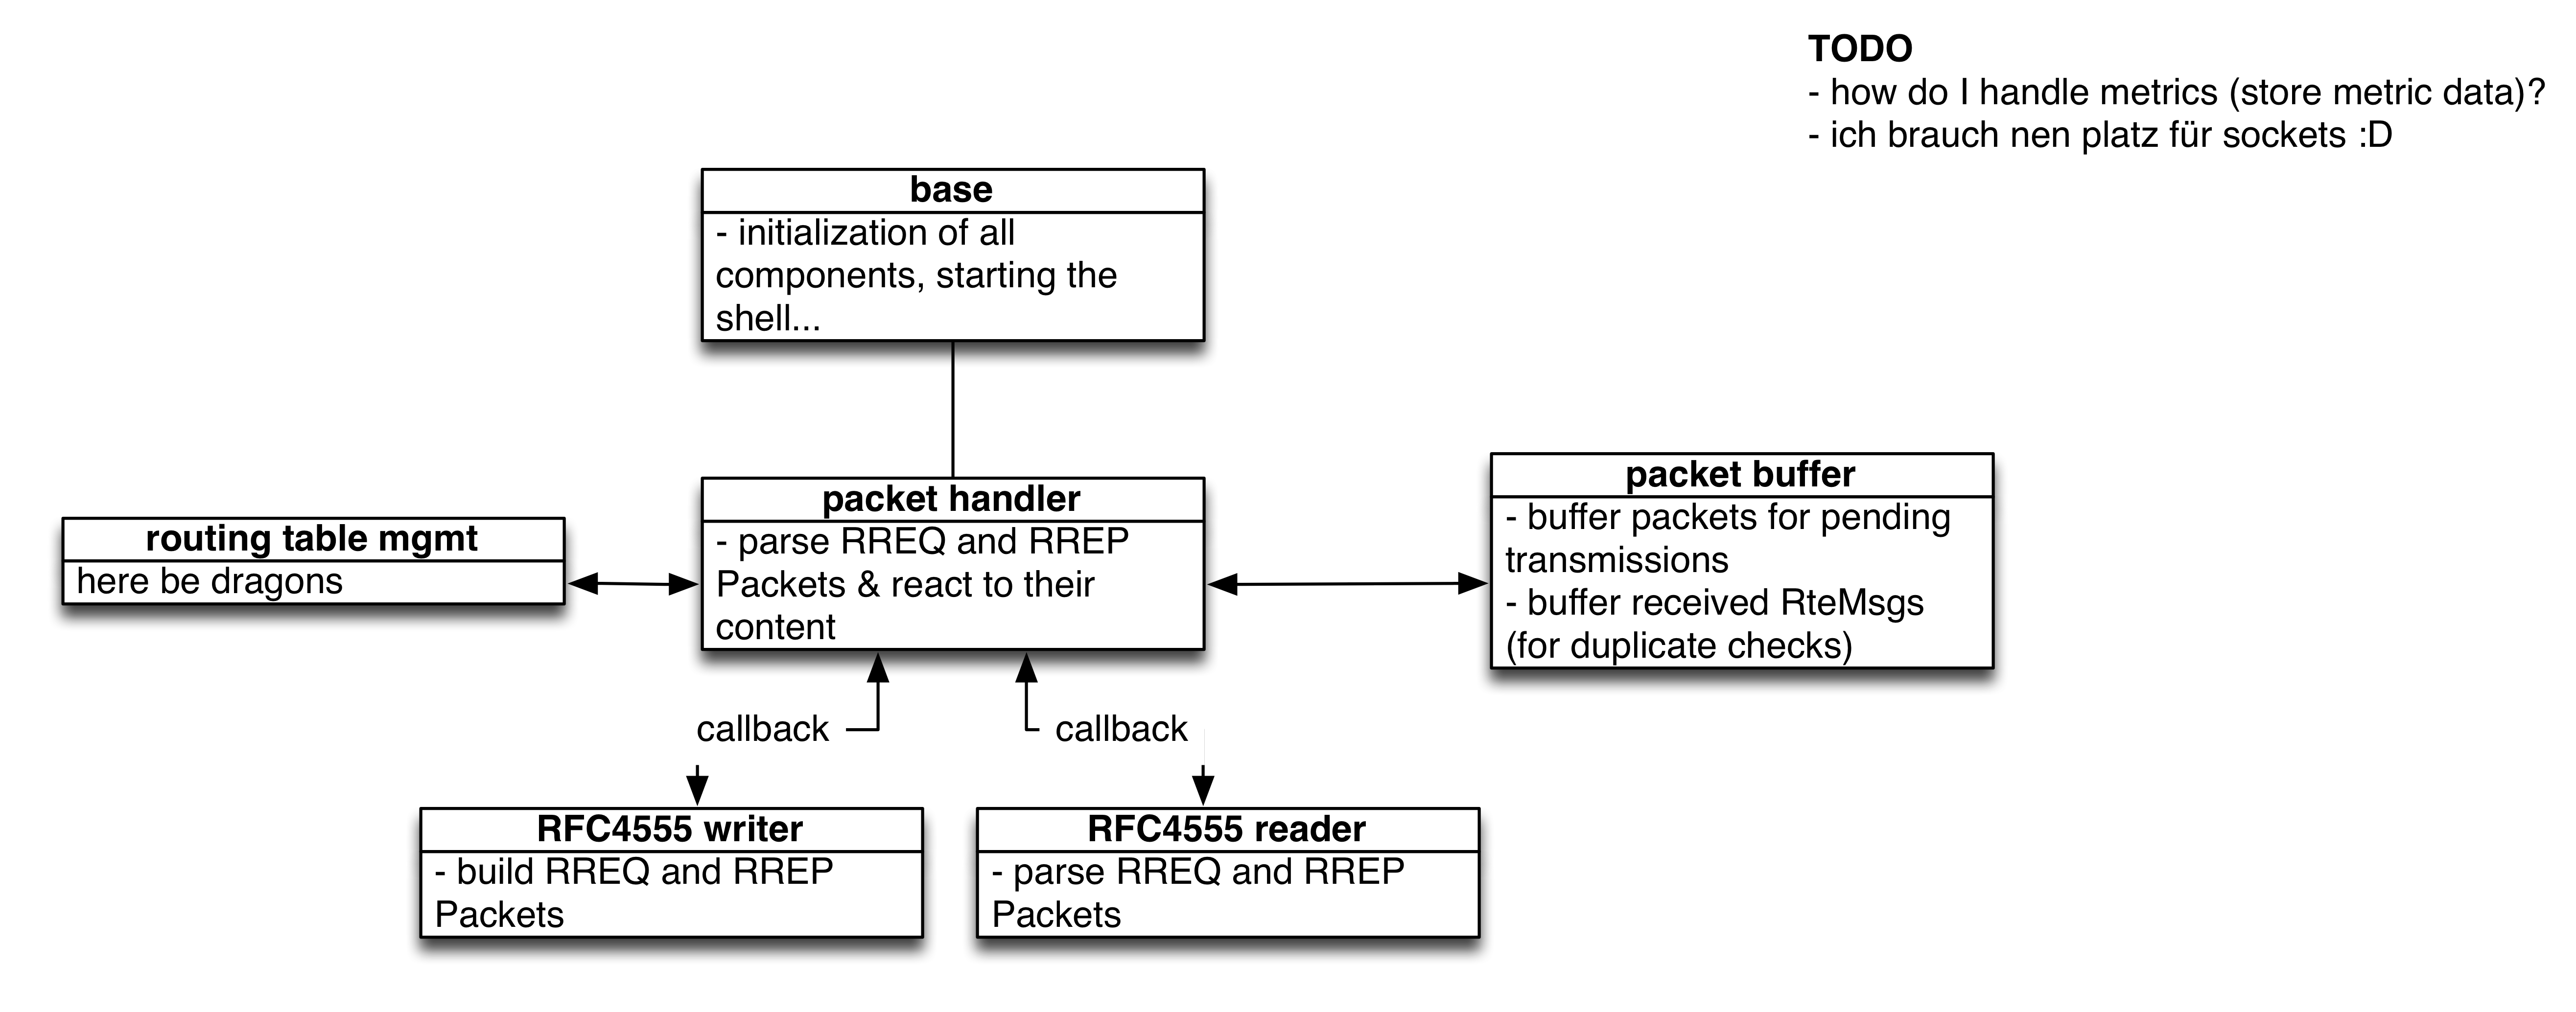 TODO
- how do I handle metrics (store metric data)?
- ich brauch nen platz für sockets :D
base
- initialization of all
components, starting the
shell...
routing table mgmt
here be dragons
packet handler
- parse RREQ and RREP
Packets & react to their
content
packet buffer
- buffer packets for pending
transmissions
- buffer received RteMsgs
(for duplicate checks)
callback
callback
RFC4555 writer
- build RREQ and RREP
Packets
RFC4555 reader
- parse RREQ and RREP
Packets